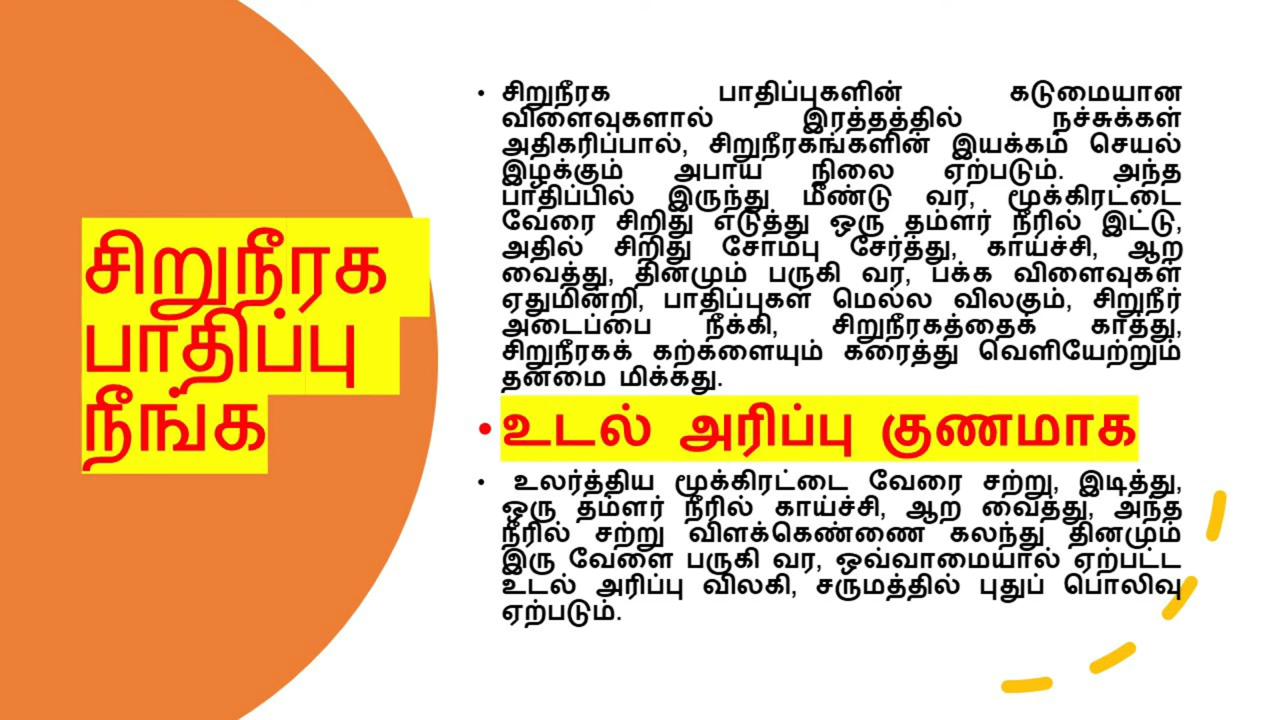 சிறுநீரக
பாதிப்பு
நீங்க
• சிறுநீரக பாதிப்புகளின் கடுமையான
விளைவுகளால் இரத்தத்தில் நச்சுக்கள்
அதிகரிப்பால், சிறுநீரகங்களின் இயக்கம் செயல்
இழக்கும் அபாய நிலை ஏற்படும். அந்த
பாதிப்பில் இருந்து மீண்டு வர, மூக்கிரட்டை
வேரை சிறிது எடுத்து ஒரு தம்ளர் நீரில் இட்டு,
அதில் சிறிது சோம்பு சேர்த்து, காய்ச்சி, ஆற
வைத்து, தினமும் பருகி வர, பக்க விளைவுகள்
ஏதுமின்றி, பாதிப்புகள் மெல்ல விலகும், சிறுநீர்
அடைப்பை நீக்கி, சிறுநீரகத்தைக் காத்து,
சிறுநீரகக் கற்களையும் கரைத்து வெளியேற்றும்
தன்மை மிக்கது.
• உடல் அரிப்பு குணமாக
• உலர்த்திய மூக்கிரட்டை வேரை சற்று, இடித்து,
ஒரு தம்ளர் நீரில் காய்ச்சி, ஆற வைத்து, அந்த
நீரில் சற்று விளக்கெண்ணை கலந்து தினமும்
இரு வேளை பருகி வர, ஒவ்வாமையால் ஏற்பட்ட
உடல் அரிப்பு விலகி, சருமத்தில் புதுப் பொலிவு
ஏற்படும்.